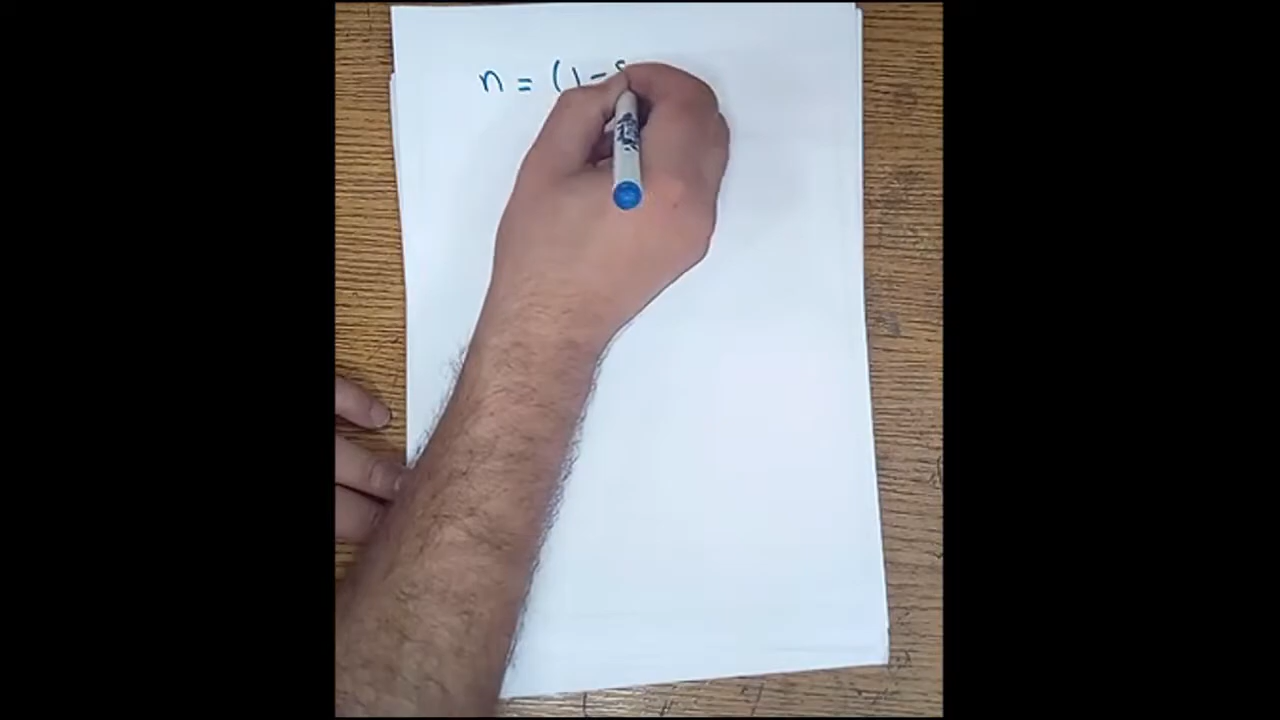 n = (1-